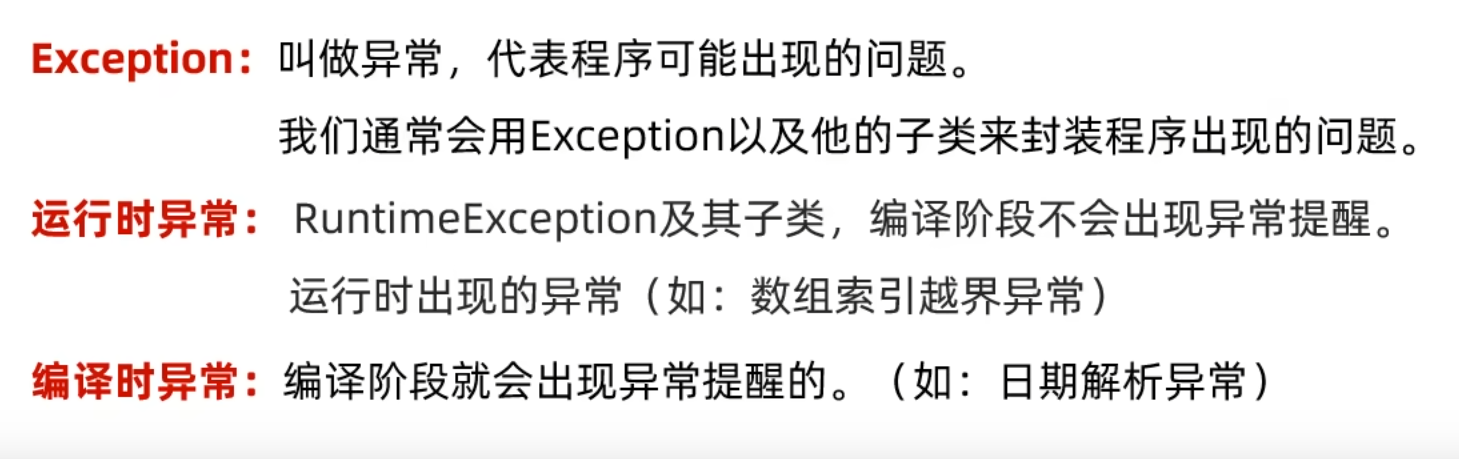 Exception：叫做异常，代表程序可能出现的问题。
我们通常会用Exception以及他的子类来封装程序出现的问题。
运行时异常： RuntimeException及其子类，编译阶段不会出现异常提醒。
运行时出现的异常（如：数组索引越界异常）
编译时异常：编译阶段就会出现异常提醒的。（如：日期解析异常）